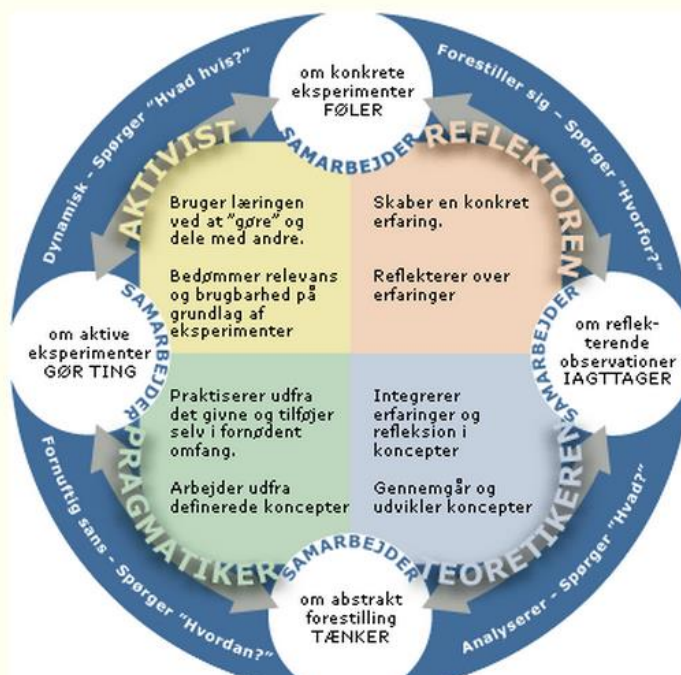 om konkrete
eksperimenter
FØLER
SAMARBEJDER
Dynamisk - Spørger "Hvad hvis?"
Forestiller sig – Spørger "Hvorfor?"
AKTIVIST
REFLEKTOREN
Bruger læringen
ved at "gøre" og
dele med andre.
Bedømmer relevans
og brugbarhed på
grundlag af
eksperimenter
Skaber en konkret
erfaring.
Reflekterer over
erfaringer
SAMARBEJDER
om aktive
eksperimenter
GØR TING
SAMARBEJDER
SAMARBEJDER
om reflek-
terende
observationer
IAGTTAGER
SAMARBEJDER
Praktiserer udfra
det givne og tilføjer
selv i fornødent
omfang.
Arbejder udfra
definerede koncepter
Integrerer
erfaringer og
refleksion i
koncepter
Gennemgår og
udvikler koncepter
PRAGMATIKER
TEORETIKEREN
Fornuftig sans - Spørger "Hvordan?"
Analyserer - Spørger "Hvad?"
SAMARBEJDER
om abstrakt
forestilling
TÆNKER